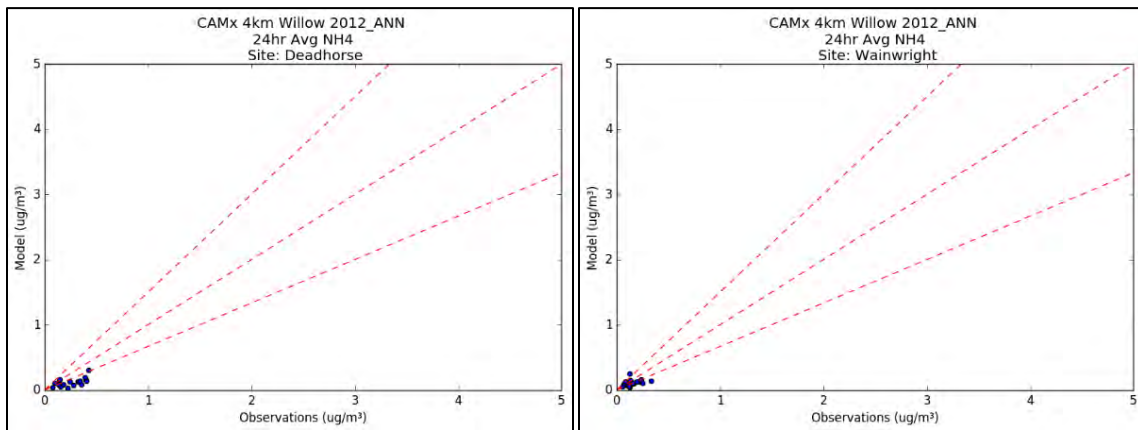 CAMx 4km Willow 2012_ANN
24hr Avg NH4
Site: Deadhorse
5
4
3
2
1
0
Model (ug/m³)
0 1 2 3 4 5
Observations (ug/m³)
CAMx 4km Willow 2012_ANN
24hr Avg NH4
Site: Wainwright
5
4
3
2
1
0
Model (ug/m³)
0 1 2 3 4 5
Observations (ug/m³)